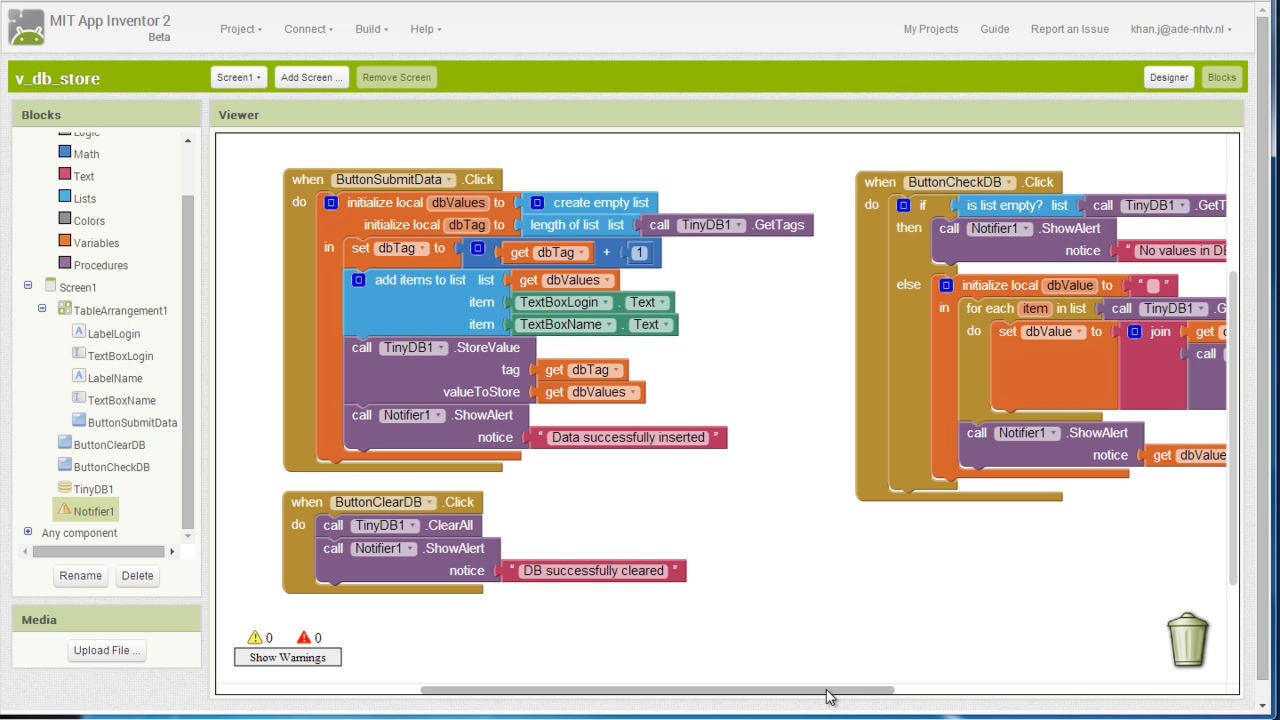 MIT App Inventor 2
Beta
Project Connect Build Help
My Projects Guide Report an Issue khan.j@ade-nhtv.nl
v_db_store
Screen1 Add Screen ... Remove Screen
Designer Blocks
Blocks
Logic
Math
Text
Lists
Colors
Variables
Procedures
Screen1
TableArrangement1
LabelLogin
TextBoxLogin
LabelName
TextBoxName
ButtonSubmitData
ButtonClearDB
ButtonCheckDB
TinyDB1
Notifier1
Any component
Rename Delete
Media
Upload File ...
Viewer
when ButtonSubmitData .Click
do initialize local dbValues to create empty list
initialize local dbTag to length of list list call TinyDB1 .GetTags
in set dbTag to get dbTag + 1
add items to list list get dbValues
item TextBoxLogin . Text
item TextBoxName . Text
call TinyDB1 .StoreValue
tag get dbTag
valueToStore get dbValues
call Notifier1 .ShowAlert
notice " Data successfully inserted "
when ButtonClearDB .Click
do call TinyDB1 .ClearAll
call Notifier1 .ShowAlert
notice " DB successfully cleared "
when ButtonCheckDB .Click
do if is list empty? list call TinyDB1 .GetT
then call Notifier1 .ShowAlert
notice " No values in DB
else initialize local dbValue to " "
in for each item in list call TinyDB1 .G
do set dbValue to join get
call
call Notifier1 .ShowAlert
notice get dbValue
0 0
Show Warnings